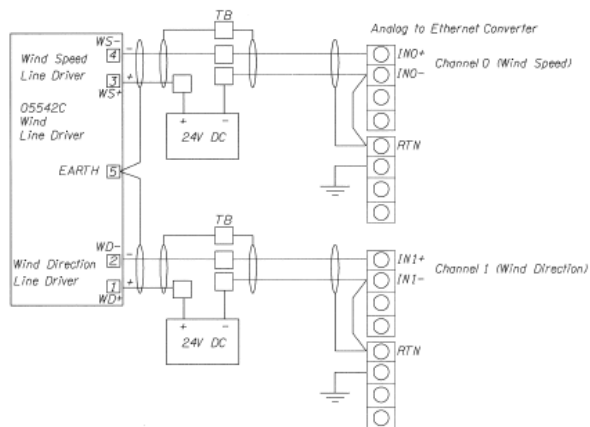 TB
Analog to Ethernet Converter
WS-
4
-
IN0+
Wind Speed
Line Driver
IN0-
Channel 0 (Wind Speed)
3
+
WS+
05542C
Wind
Line Driver
+ -
24V DC
RTN
EARTH
5
TB
WD-
2
-
IN1+
Wind Direction
Line Driver
IN1-
Channel 1 (Wind Direction)
1
+
WD+
+ -
24V DC
RTN